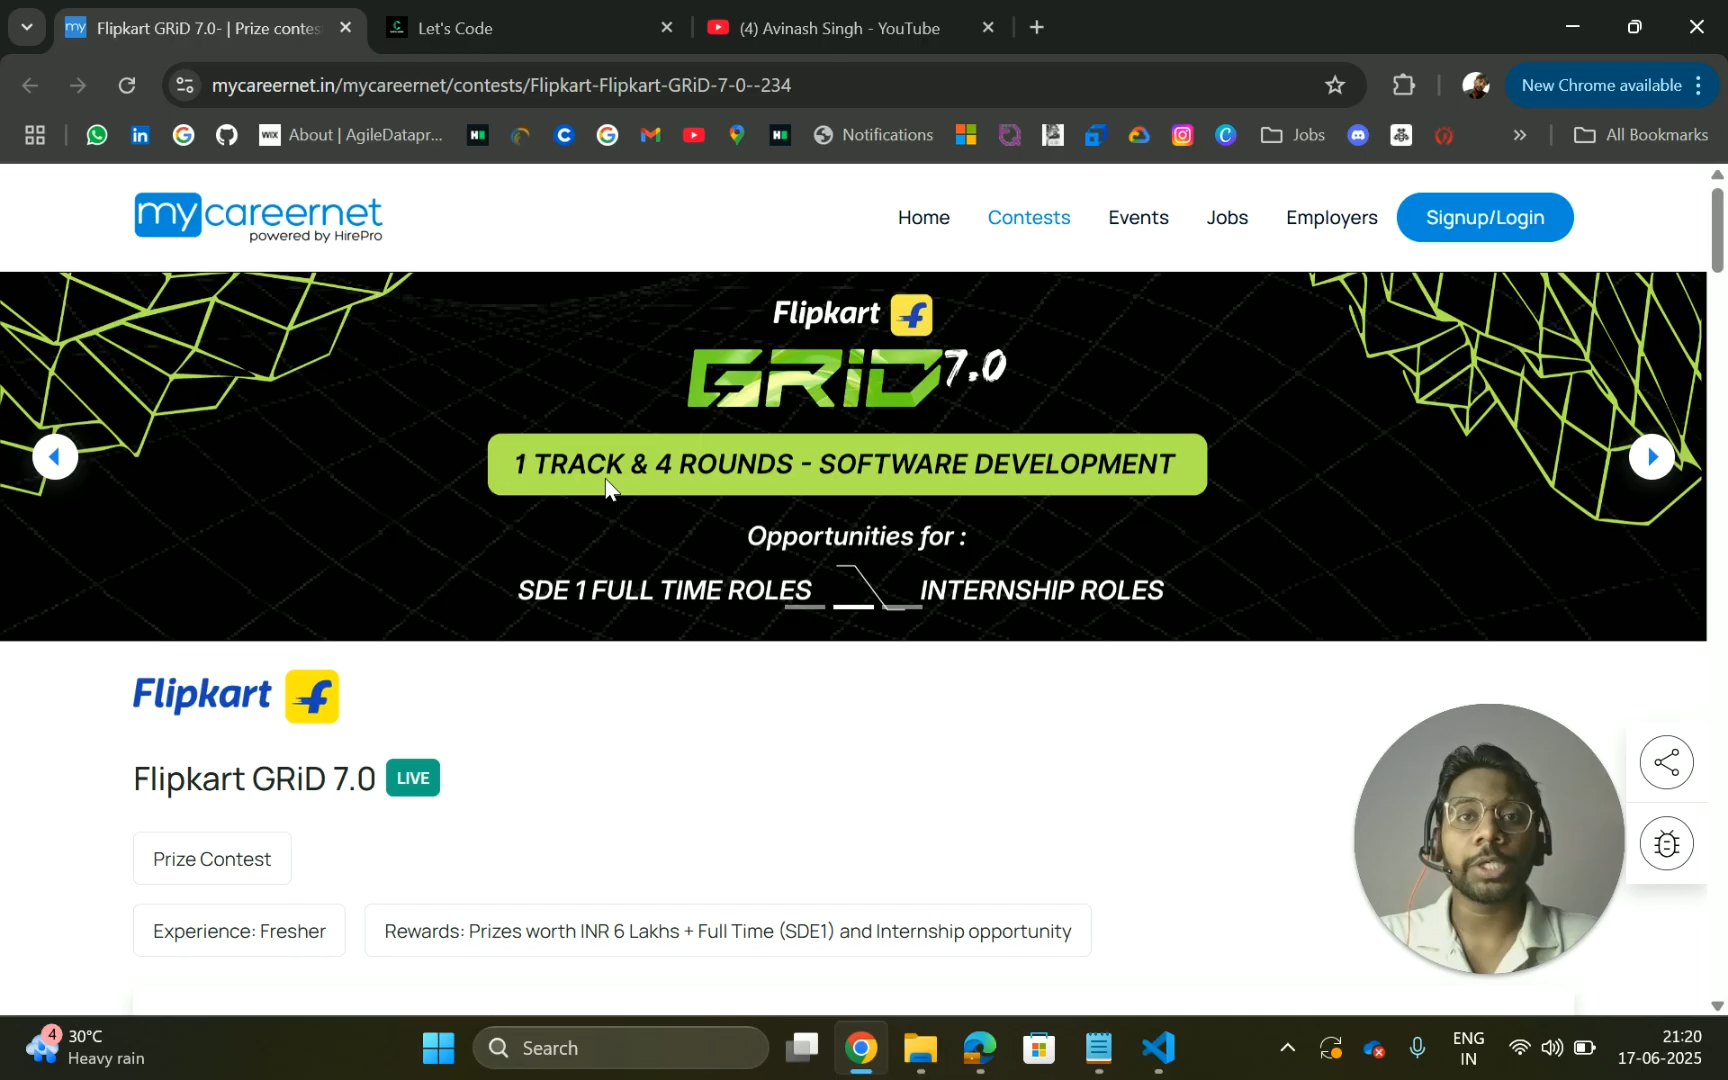 Flipkart GRiD 7.0- | Prize contes
Let's Code
(4) Avinash Singh - YouTube
mycareernet.in/mycareernet/contests/Flipkart-Flipkart-GRiD-7-0--234
New Chrome available
WIX About | AgileDatapr...
Notifications
Jobs
All Bookmarks
mycareernet
powered by HirePro
Home
Contests
Events
Jobs
Employers
Signup/Login
Flipkart
GRiD 7.0
1 TRACK & 4 ROUNDS - SOFTWARE DEVELOPMENT
Opportunities for :
SDE 1 FULL TIME ROLES
INTERNSHIP ROLES
Flipkart
Flipkart GRiD 7.0 LIVE
Prize Contest
Experience: Fresher
Rewards: Prizes worth INR 6 Lakhs + Full Time (SDE1) and Internship opportunity
4
30°C
Heavy rain
Search
ENG
IN
21:20
17-06-2025